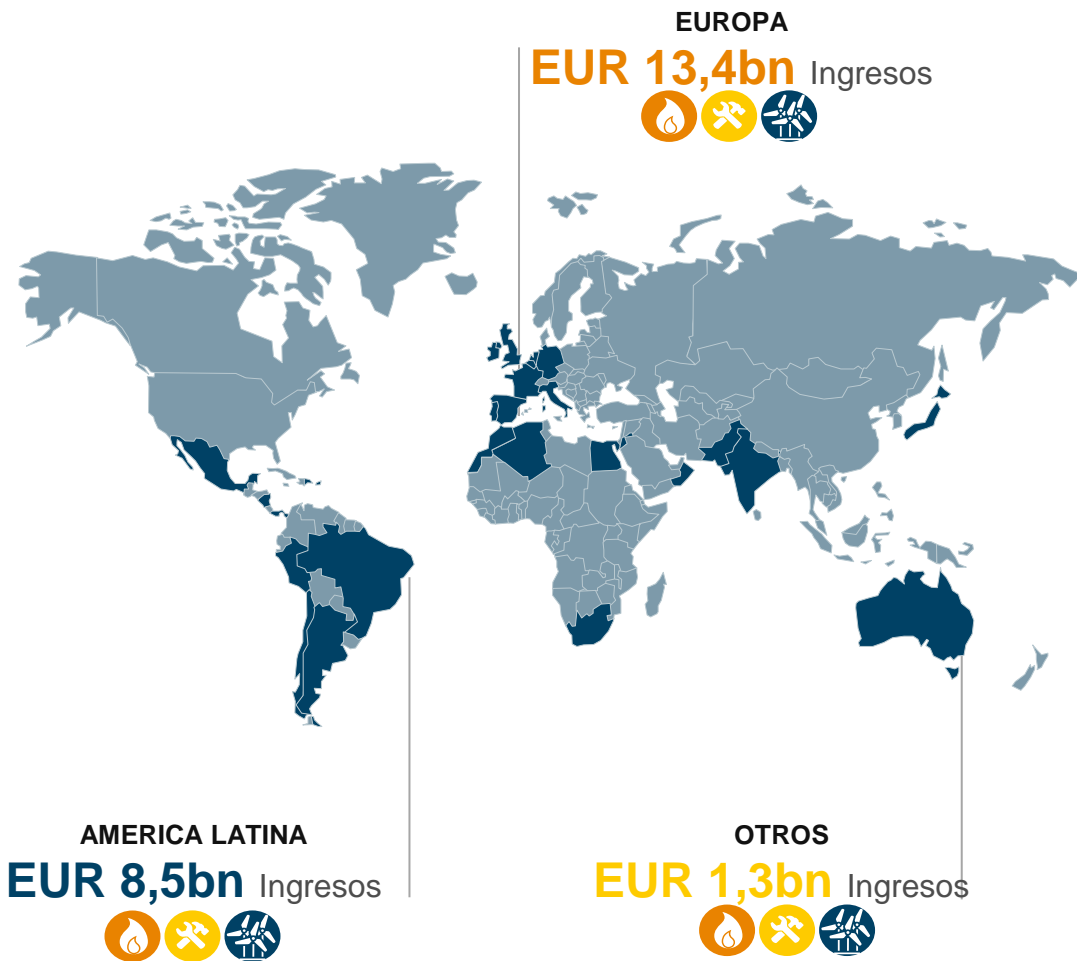 EUROPA
EUR 13,4bn Ingresos
AMERICA LATINA
EUR 8,5bn Ingresos
OTROS
EUR 1,3bn Ingresos